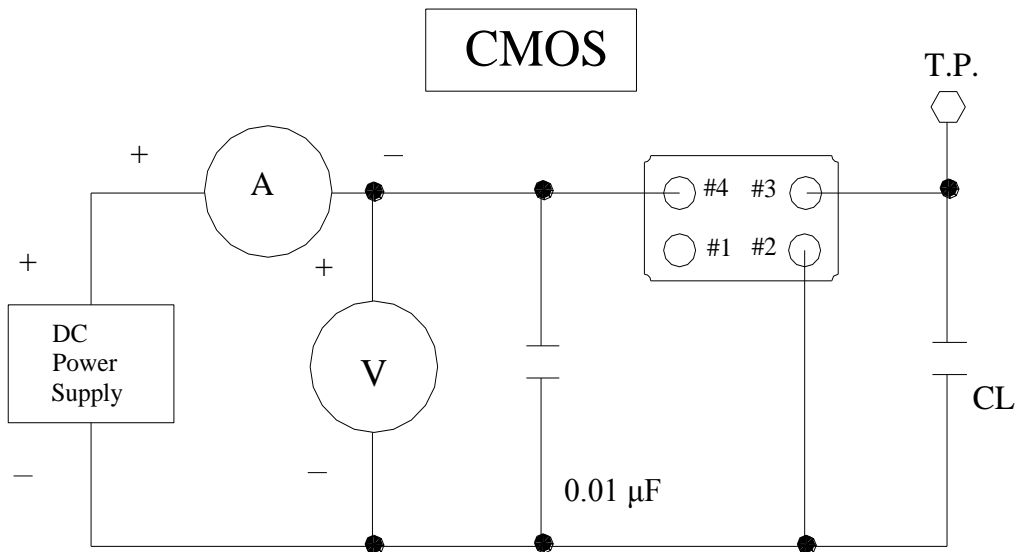 CMOS
T.P.
+
−
A
#4 #3
+
+
#1 #2
DC
Power
Supply
V
CL
−
−
0.01 µF